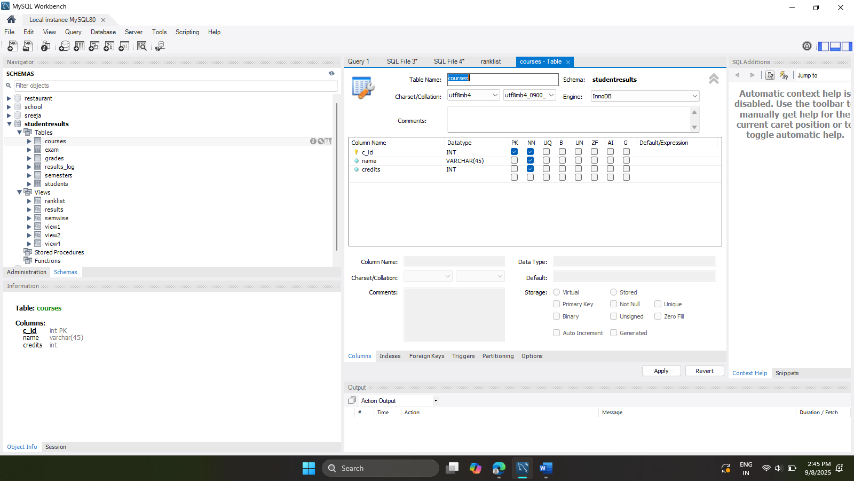 MySQL Workbench
Local instance MySQL80
File Edit View Query Database Server Tools Scripting Help
Navigator
SCHEMAS
Filter objects
restaurant
school
sreeja
studentresults
Tables
courses
exam
grades
results_log
semesters
students
Views
ranklist
results
semwise
view1
view2
view4
Stored Procedures
Functions
Administration Schemas
Information
Table: courses
Columns:
c_id int PK
name varchar(45)
credits int
Object Info Session
Query 1 SQL File 3* SQL File 4* ranklist courses - Table
Table Name: courses Schema: studentresults
Charset/Collation: utf8mb4 utf8mb4_0900_ Engine: InnoDB
Comments:
Column Name Datatype PK NN UQ B UN ZF AI G Default/Expression
c_id INT
name VARCHAR(45)
credits INT
Column Name: Data Type:
Charset/Collation: Default:
Comments: Storage: Virtual Stored
Primary Key Not Null Unique
Binary Unsigned Zero Fill
Auto Increment Generated
Columns Indexes Foreign Keys Triggers Partitioning Options
Apply Revert
Output
Action Output
# Time Action Message Duration / Fetch
SQLAdditions
Jump to
Automatic context help is
disabled. Use the toolbar to
manually get help for the
current caret position or to
toggle automatic help.
Context Help Snippets
Search
ENG
IN
2:45 PM
9/8/2025